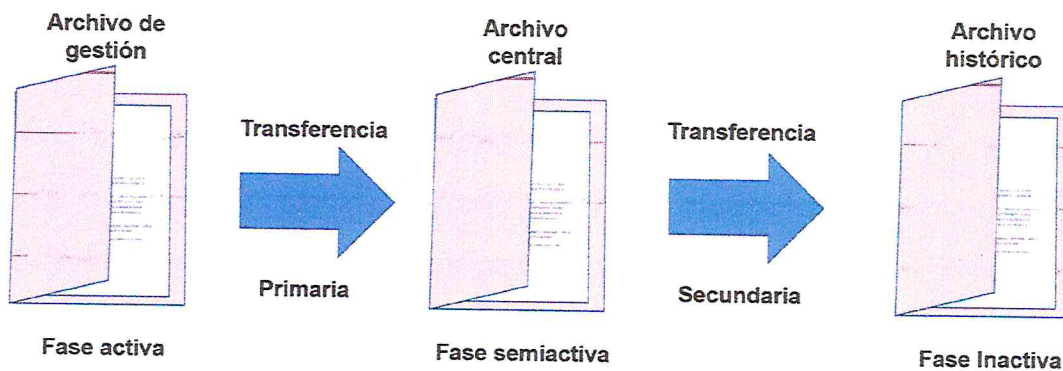 Archivo de
gestión
Archivo
central
Archivo
histórico
Transferencia
Primaria
Transferencia
Secundaria
Fase activa
Fase semiactiva
Fase Inactiva